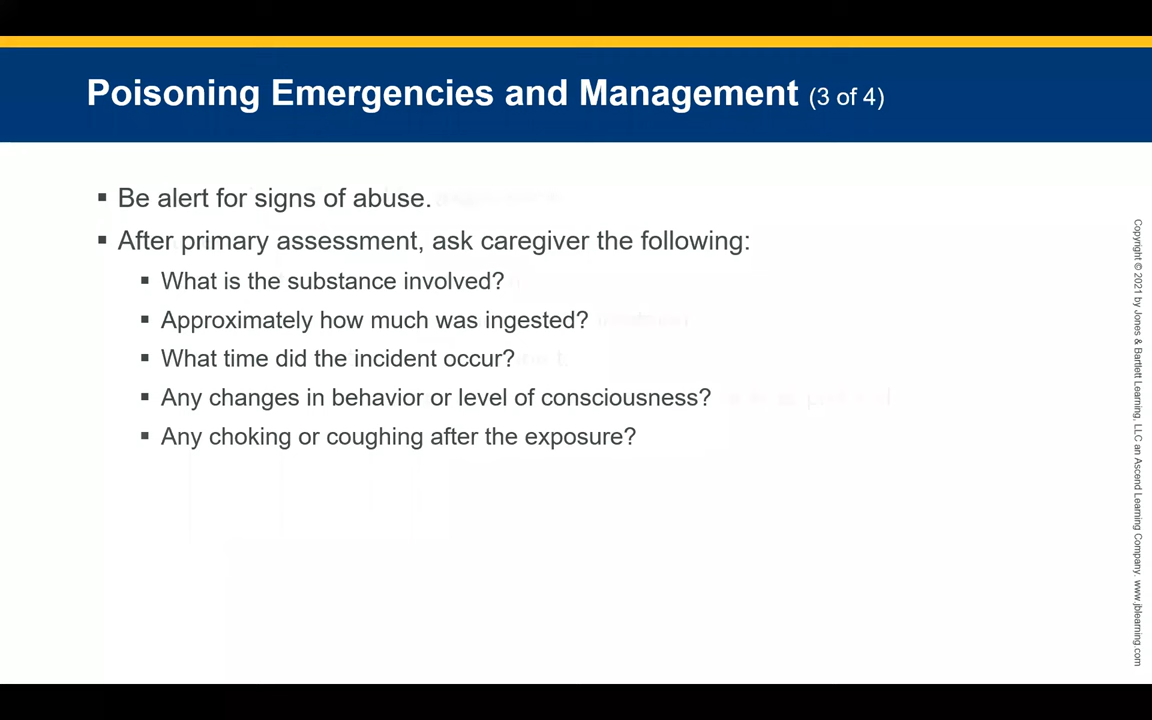 Poisoning Emergencies and Management (3 of 4)
▪ Be alert for signs of abuse.
▪ After primary assessment, ask caregiver the following:
▪ What is the substance involved?
▪ Approximately how much was ingested?
▪ What time did the incident occur?
▪ Any changes in behavior or level of consciousness?
▪ Any choking or coughing after the exposure?
Copyright © 2021 by Jones & Bartlett Learning, LLC an Ascend Learning Company. www.jblearning.com